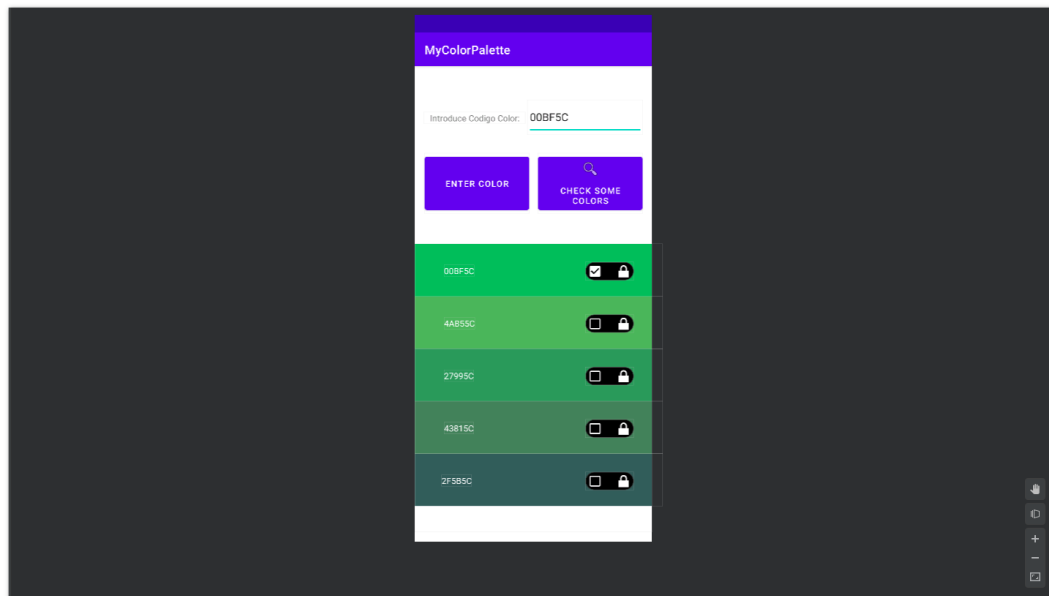 MyColorPalette
Introduce Codigo Color: 00BF5C
ENTER COLOR
CHECK SOME
COLORS
00BF5C
4AB55C
27995C
43815C
2F5B5C